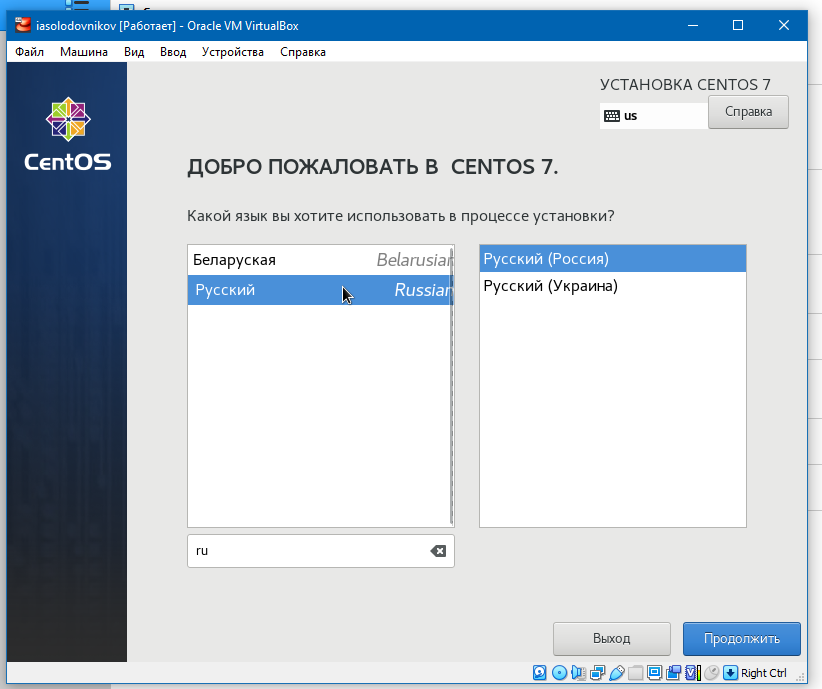 iasolodovnikov [Работает] - Oracle VM VirtualBox
Файл Машина Вид Ввод Устройства Справка
УСТАНОВКА CENTOS 7
us Справка
CentOS
ДОБРО ПОЖАЛОВАТЬ В CENTOS 7.
Какой язык вы хотите использовать в процессе установки?
Беларуская Belarusian
Русский Russian
Русский (Россия)
Русский (Украина)
ru
Выход Продолжить
Right Ctrl